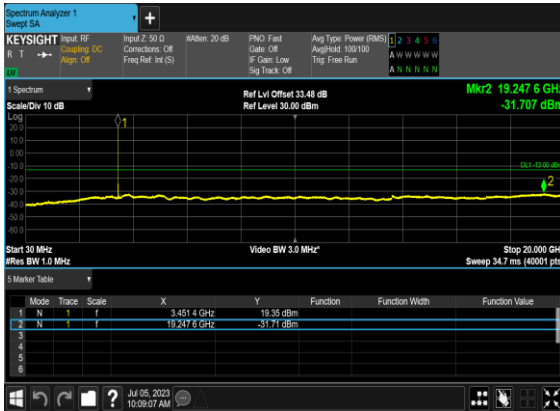 Spectrum Analyzer 1
Swept SA
KEYSIGHT
R T
LW
Input: RF
Coupling: DC
Align: Off
Input Z: 50 Ω
Corrections: Off
Freq Ref: Int (S)
#Atten: 20 dB
PNO: Fast
Gate: Off
IF Gain: Low
Sig Track: Off
Avg Type: Power (RMS)
Avg|Hold: 100/100
Trig: Free Run
1 2 3 4 5 6
A W W W W W
A N N N N N
1 Spectrum
Scale/Div 10 dB
Ref Lvl Offset 33.48 dB
Ref Level 30.00 dBm
Mkr2 19.247 6 GHz
-31.707 dBm
Log
20.0
10.0
0.00
-10.0
-20.0
-30.0
-40.0
-50.0
-60.0
1
DL1 -13.00 dBm
2
Start 30 MHz
#Res BW 1.0 MHz
Video BW 3.0 MHz*
Stop 20.000 GHz
Sweep 34.7 ms (40001 pts)
5 Marker Table
Mode Trace Scale X Y Function Function Width Function Value
1 N 1 f 3.451 4 GHz 19.35 dBm
2 N 1 f 19.247 6 GHz -31.71 dBm
3
4
5
6
?
Jul 05, 2023
10:09:07 AM